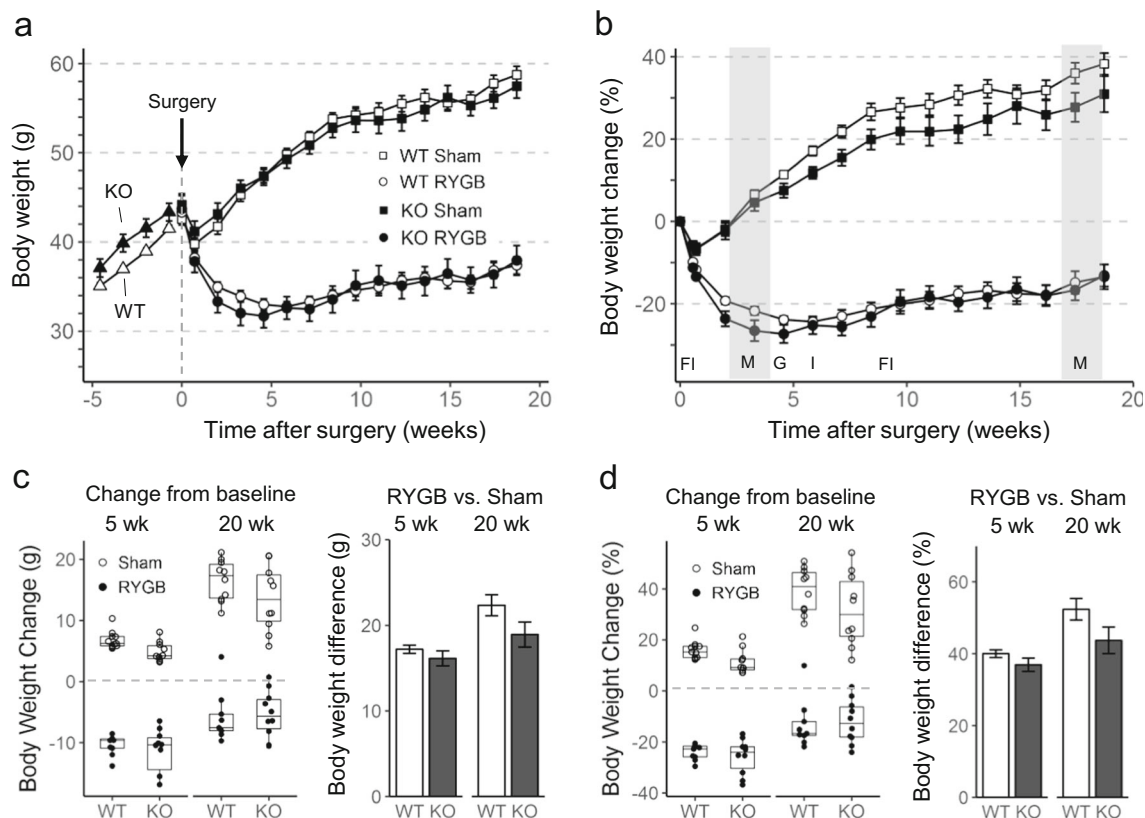 a
Body weight (g)
60
50
40
30
Surgery
KO
WT
WT Sham
WT RYGB
KO Sham
KO RYGB
-5 0 5 10 15 20
Time after surgery (weeks)
b
Body weight change (%)
40
20
0
-20
FI M G I FI M
0 5 10 15 20
Time after surgery (weeks)
c
Change from baseline
5 wk 20 wk
Body Weight Change (g)
20
10
0
-10
Sham
RYGB
WT KO WT KO
RYGB vs. Sham
5 wk 20 wk
Body weight difference (g)
30
20
10
0
WT KO WT KO
d
Change from baseline
5 wk 20 wk
Body Weight Change (%)
60
40
20
0
-20
-40
Sham
RYGB
WT KO WT KO
RYGB vs. Sham
5 wk 20 wk
Body weight difference (%)
60
40
20
0
WT KO WT KO